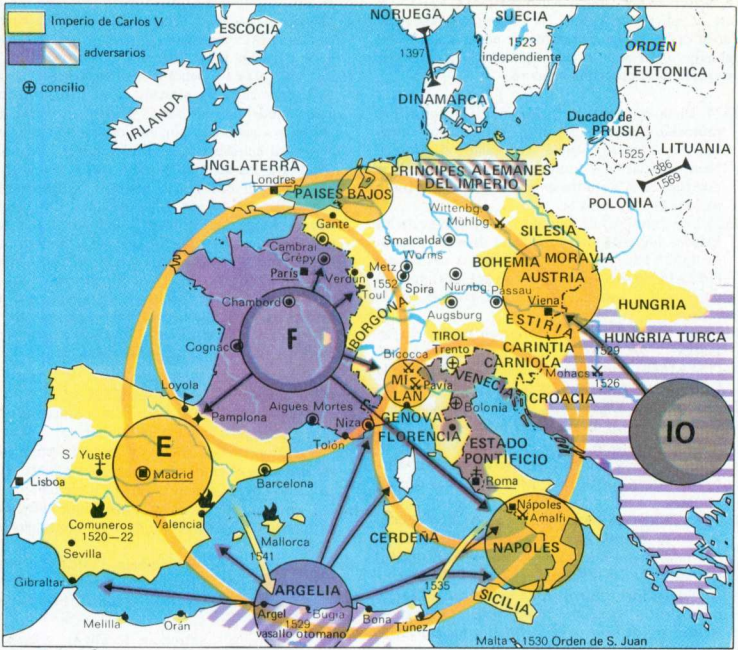 Imperio de Carlos V
adversarios
concilio
ESCOCIA
NORUEGA
1397
SUECIA
1523
independiente
ORDEN
TEUTONICA
IRLANDA
DINAMARCA
Ducado de
PRUSIA
1525
LITUANIA
1386
1569
POLONIA
INGLATERRA
Londres
PAISES BAJOS
PRINCIPES ALEMANES
DEL IMPERIO
Gante
Wittenbg
Mühlbg.
SILESIA
Cambrai
Crépy
París
Smalcalda
Worms
Metz
1552
Verdún
Toul
Spira
BOHEMIA
MORAVIA
AUSTRIA
Viena
Nürnbg
Passau
Augsburg
HUNGRIA
Chambord
F
BORGOÑA
ESTIRIA
TIROL
Trento
CARINTIA
CARNIOLA
HUNGRIA TURCA
1529
Mohacs
1526
Cognac
Bicocca
MI
LAN
Pavía
VENECIA
CROACIA
IO
Loyola
Pamplona
Aigues Mortes
Niza
Tolón
GENOVA
FLORENCIA
Bolonia
ESTADO
PONTIFICIO
Roma
E
S. Yuste
Madrid
Lisboa
Barcelona
Comuneros
1520—22
Valencia
Sevilla
Mallorca
1541
CERDEÑA
Nápoles
Amalfi
NAPOLES
Gibraltar
ARGELIA
1535
SICILIA
Melilla
Orán
Argel
Bugia
1529
vasallo otomano
Bona
Túnez
Malta 1530 Orden de S. Juan